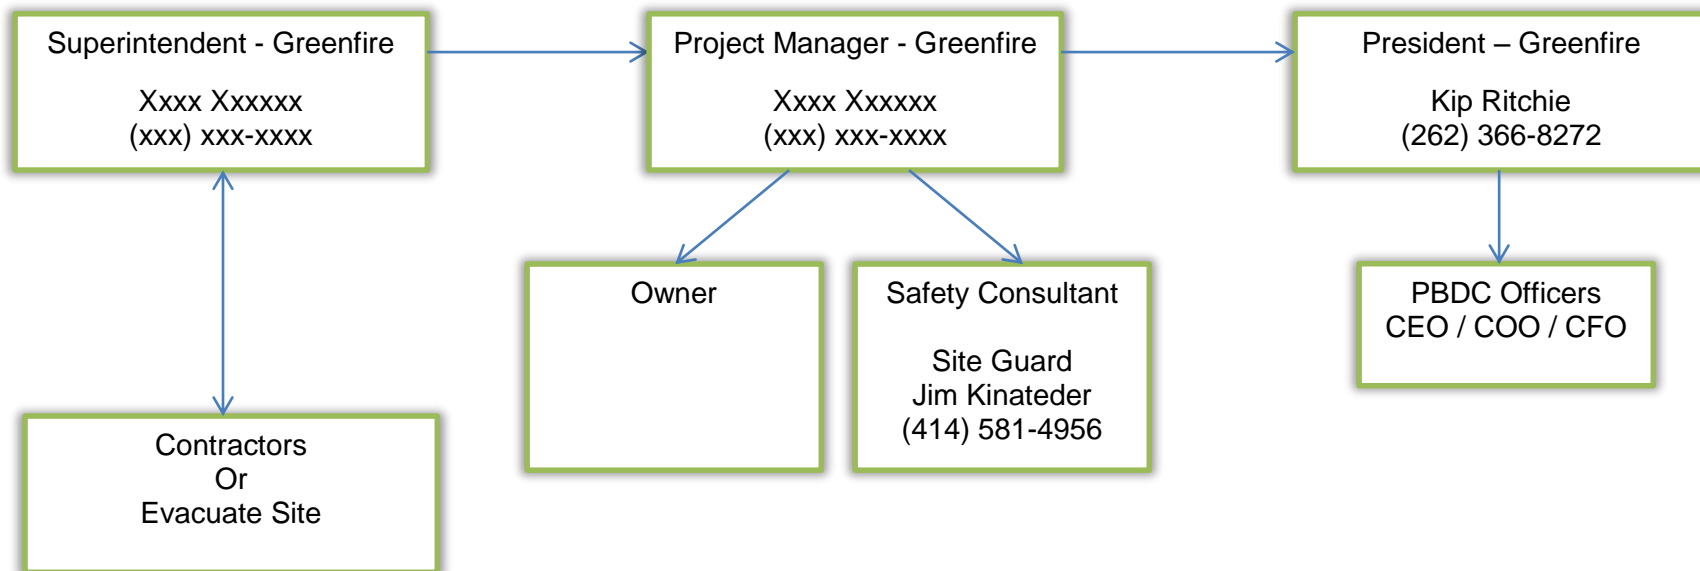 Superintendent - Greenfire
Xxxx Xxxxxx
(xxx) xxx-xxxx
Project Manager - Greenfire
Xxxx Xxxxxx
(xxx) xxx-xxxx
President – Greenfire
Kip Ritchie
(262) 366-8272
Owner
Safety Consultant
Site Guard
Jim Kinateder
(414) 581-4956
PBDC Officers
CEO / COO / CFO
Contractors
Or
Evacuate Site